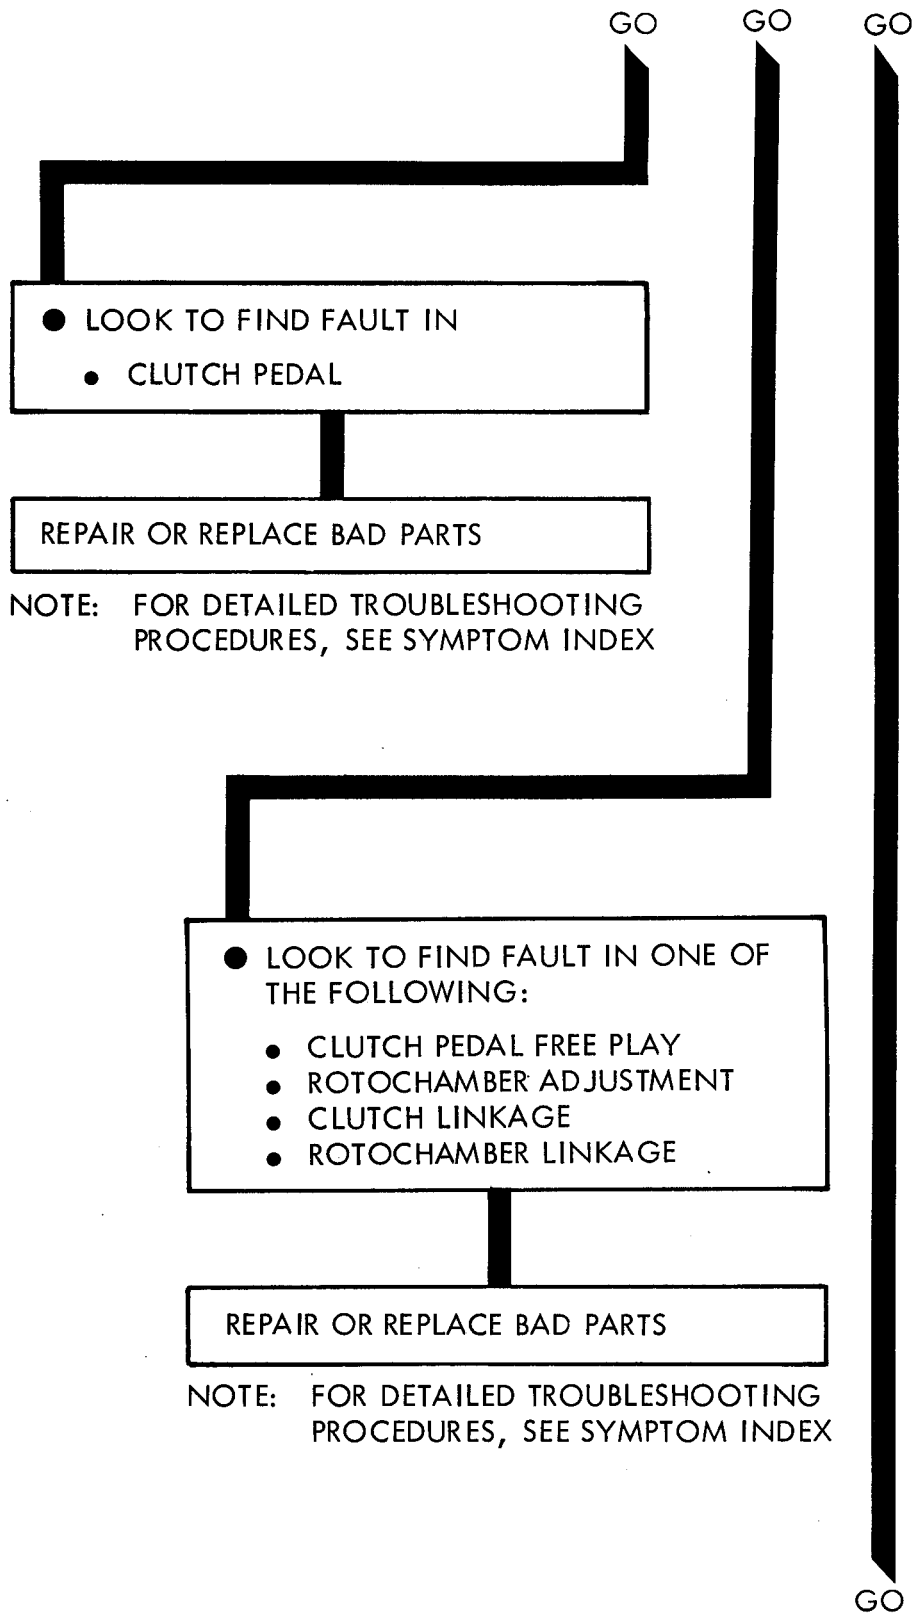 GO GO GO
● LOOK TO FIND FAULT IN
● CLUTCH PEDAL
REPAIR OR REPLACE BAD PARTS
NOTE: FOR DETAILED TROUBLESHOOTING
PROCEDURES, SEE SYMPTOM INDEX
● LOOK TO FIND FAULT IN ONE OF
THE FOLLOWING:
● CLUTCH PEDAL FREE PLAY
● ROTOCHAMBER ADJUSTMENT
● CLUTCH LINKAGE
● ROTOCHAMBER LINKAGE
REPAIR OR REPLACE BAD PARTS
NOTE: FOR DETAILED TROUBLESHOOTING
PROCEDURES, SEE SYMPTOM INDEX
GO